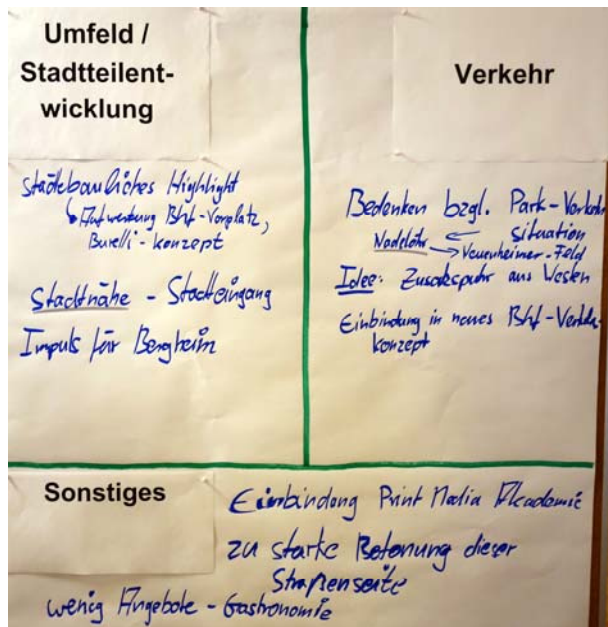 Umfeld /
Stadtteilent-
wicklung
Städtebauliches Highlight
↳ Aufwertung Bhf-Vorplatz,
Burelli-konzept
Stadtnähe - Stadteingang
Impuls für Bergheim
Verkehr
Bedenken bzgl. Park-Verkehr
situation
Nadelöhr ← → Neuenheimer-Feld
Idee: Zusatzspuhr aus Westen
Einbindung in neues Bhf-Verkehrs-
konzept
Sonstiges
Einbindung Print Media Akademie
zu starke Betonung dieser
Straßenseite
wenig Angebote - Gastronomie